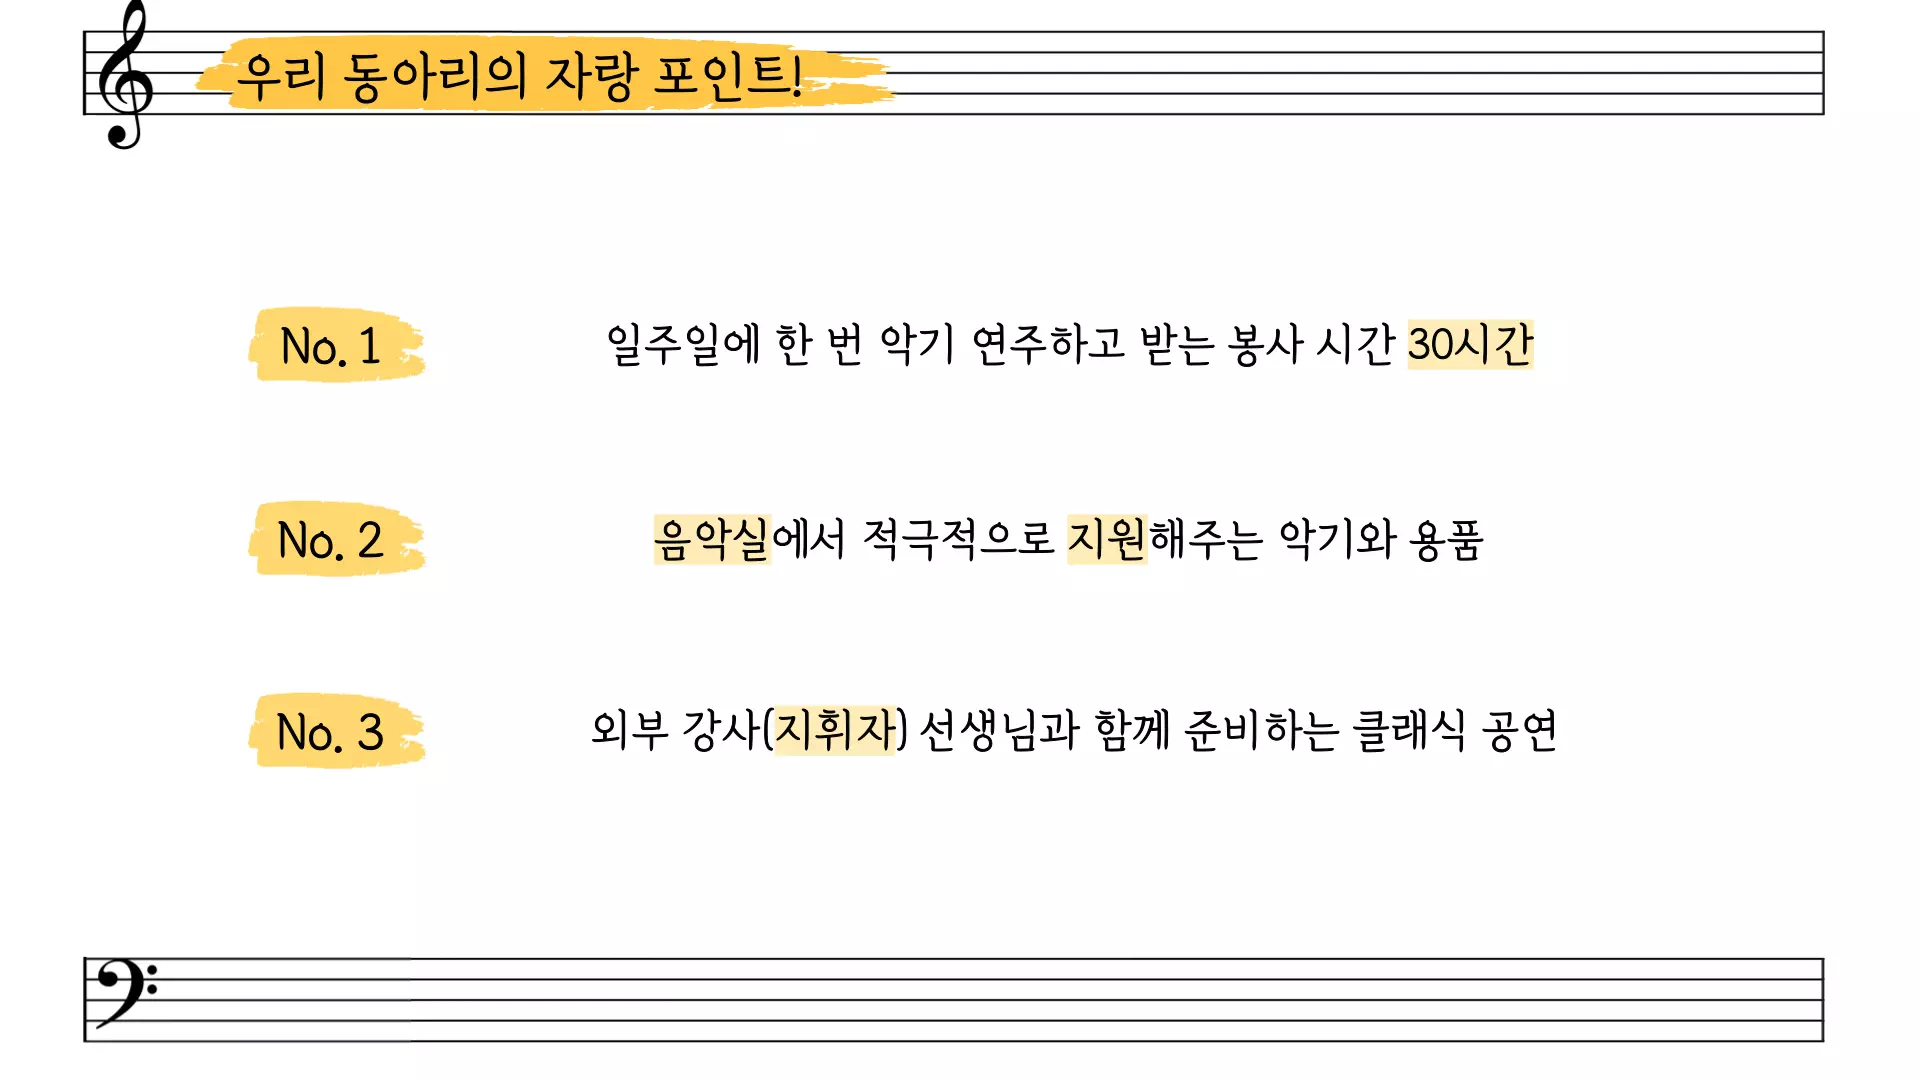 우리 동아리의 자랑 포인트!
No. 1 일주일에 한 번 악기 연주하고 받는 봉사 시간 30시간
No. 2 음악실에서 적극적으로 지원해주는 악기와 용품
No. 3 외부 강사(지휘자) 선생님과 함께 준비하는 클래식 공연